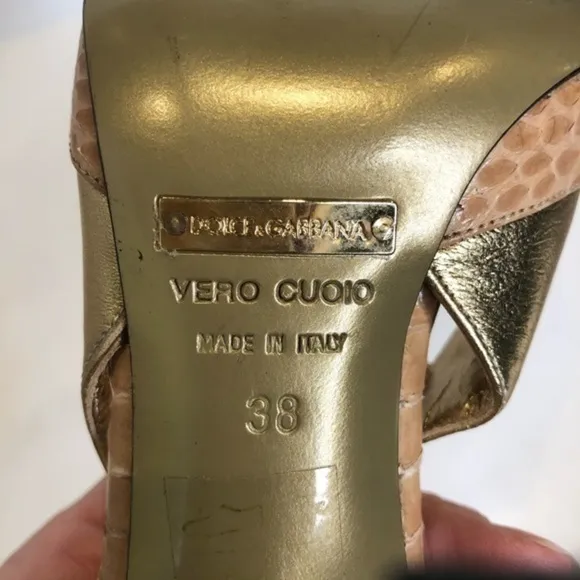 DOLCE & GABBANA
VERO CUOIO
MADE IN ITALY
38